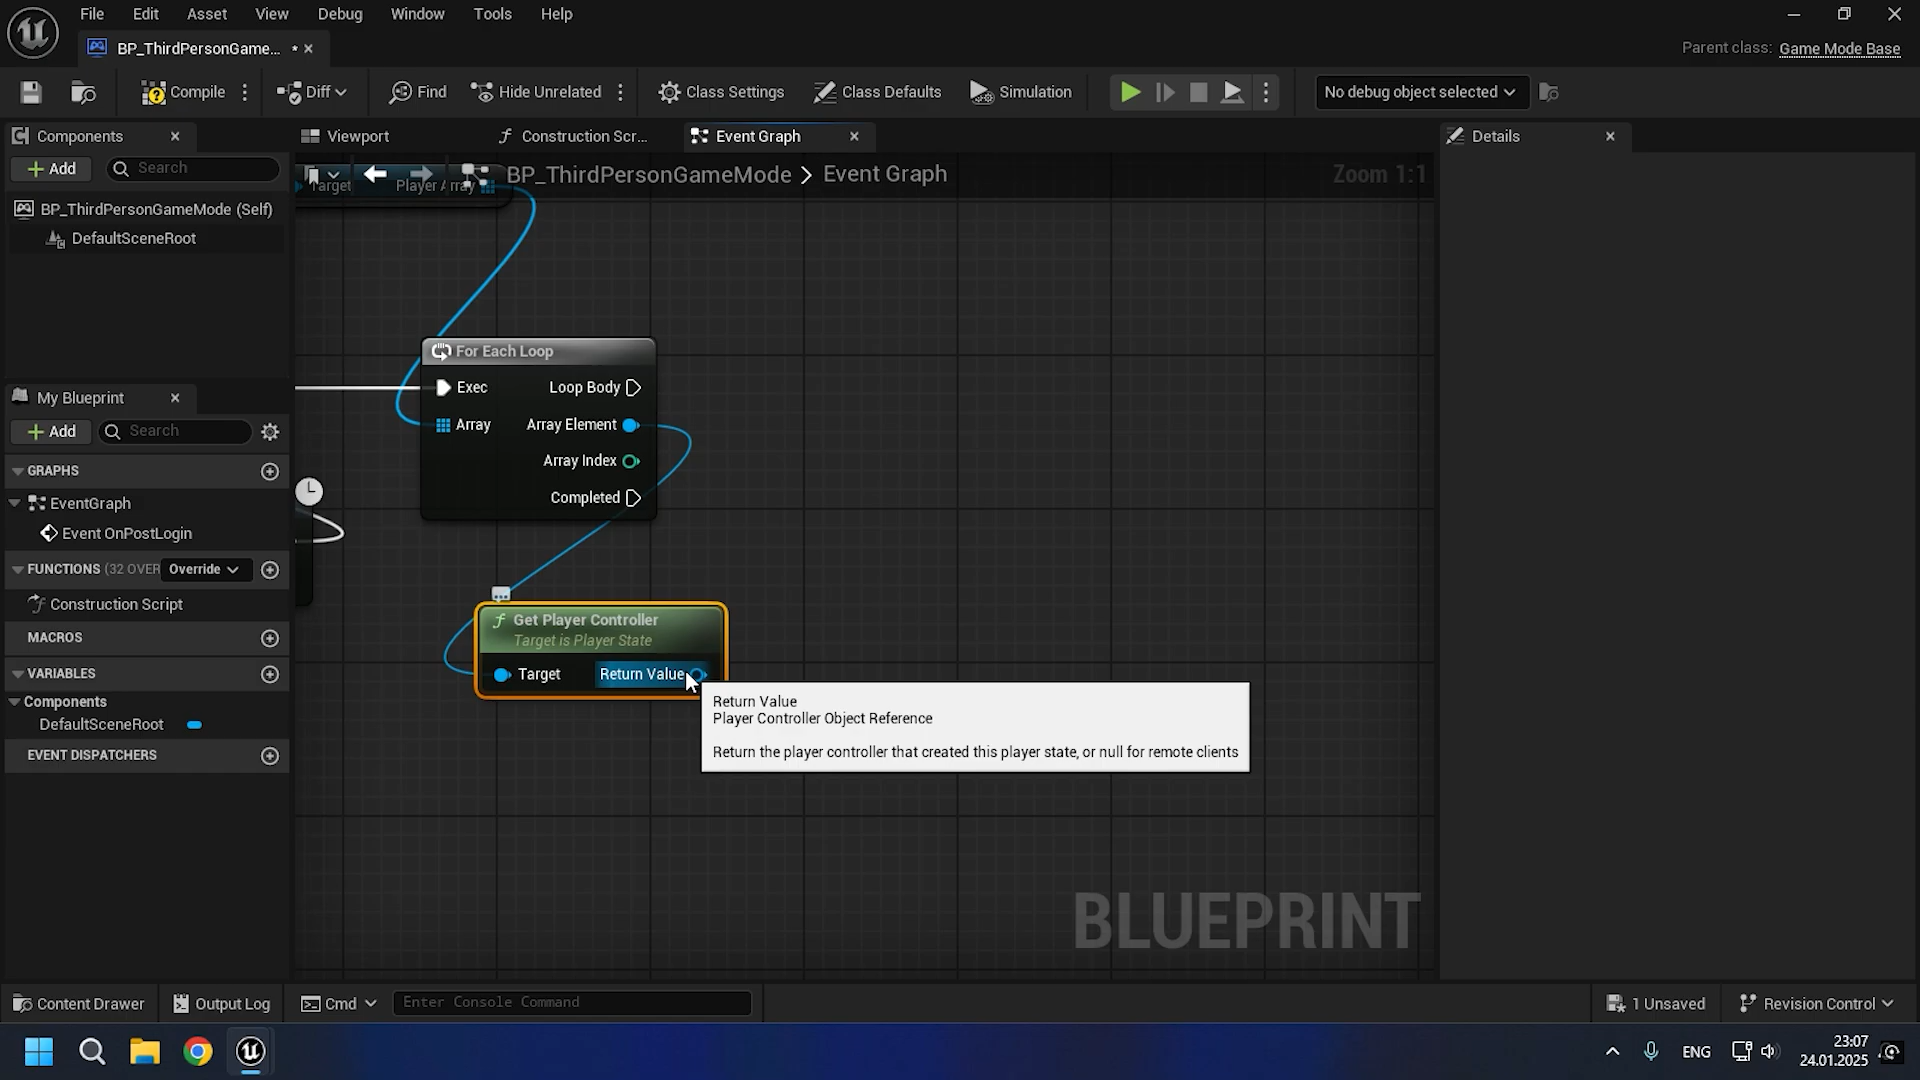 File Edit Asset View Debug Window Tools Help
BP_ThirdPersonGame... •
Parent class: Game Mode Base
Compile Diff Find Hide Unrelated Class Settings Class Defaults Simulation No debug object selected
Components Viewport Construction Scr... Event Graph Details
Add Search
BP_ThirdPersonGameMode > Event Graph Zoom 1:1
Target Player Array
BP_ThirdPersonGameMode (Self)
DefaultSceneRoot
For Each Loop
Exec Loop Body
Array Array Element
Array Index
Completed
My Blueprint
Add Search
GRAPHS
EventGraph
Event OnPostLogin
FUNCTIONS (32 OVER Override
Construction Script
MACROS
VARIABLES
Components
DefaultSceneRoot
EVENT DISPATCHERS
f Get Player Controller
Target is Player State
Target Return Value
Return Value
Player Controller Object Reference
Return the player controller that created this player state, or null for remote clients
BLUEPRINT
Content Drawer Output Log Cmd Enter Console Command 1 Unsaved Revision Control
ENG 23:07
24.01.2025